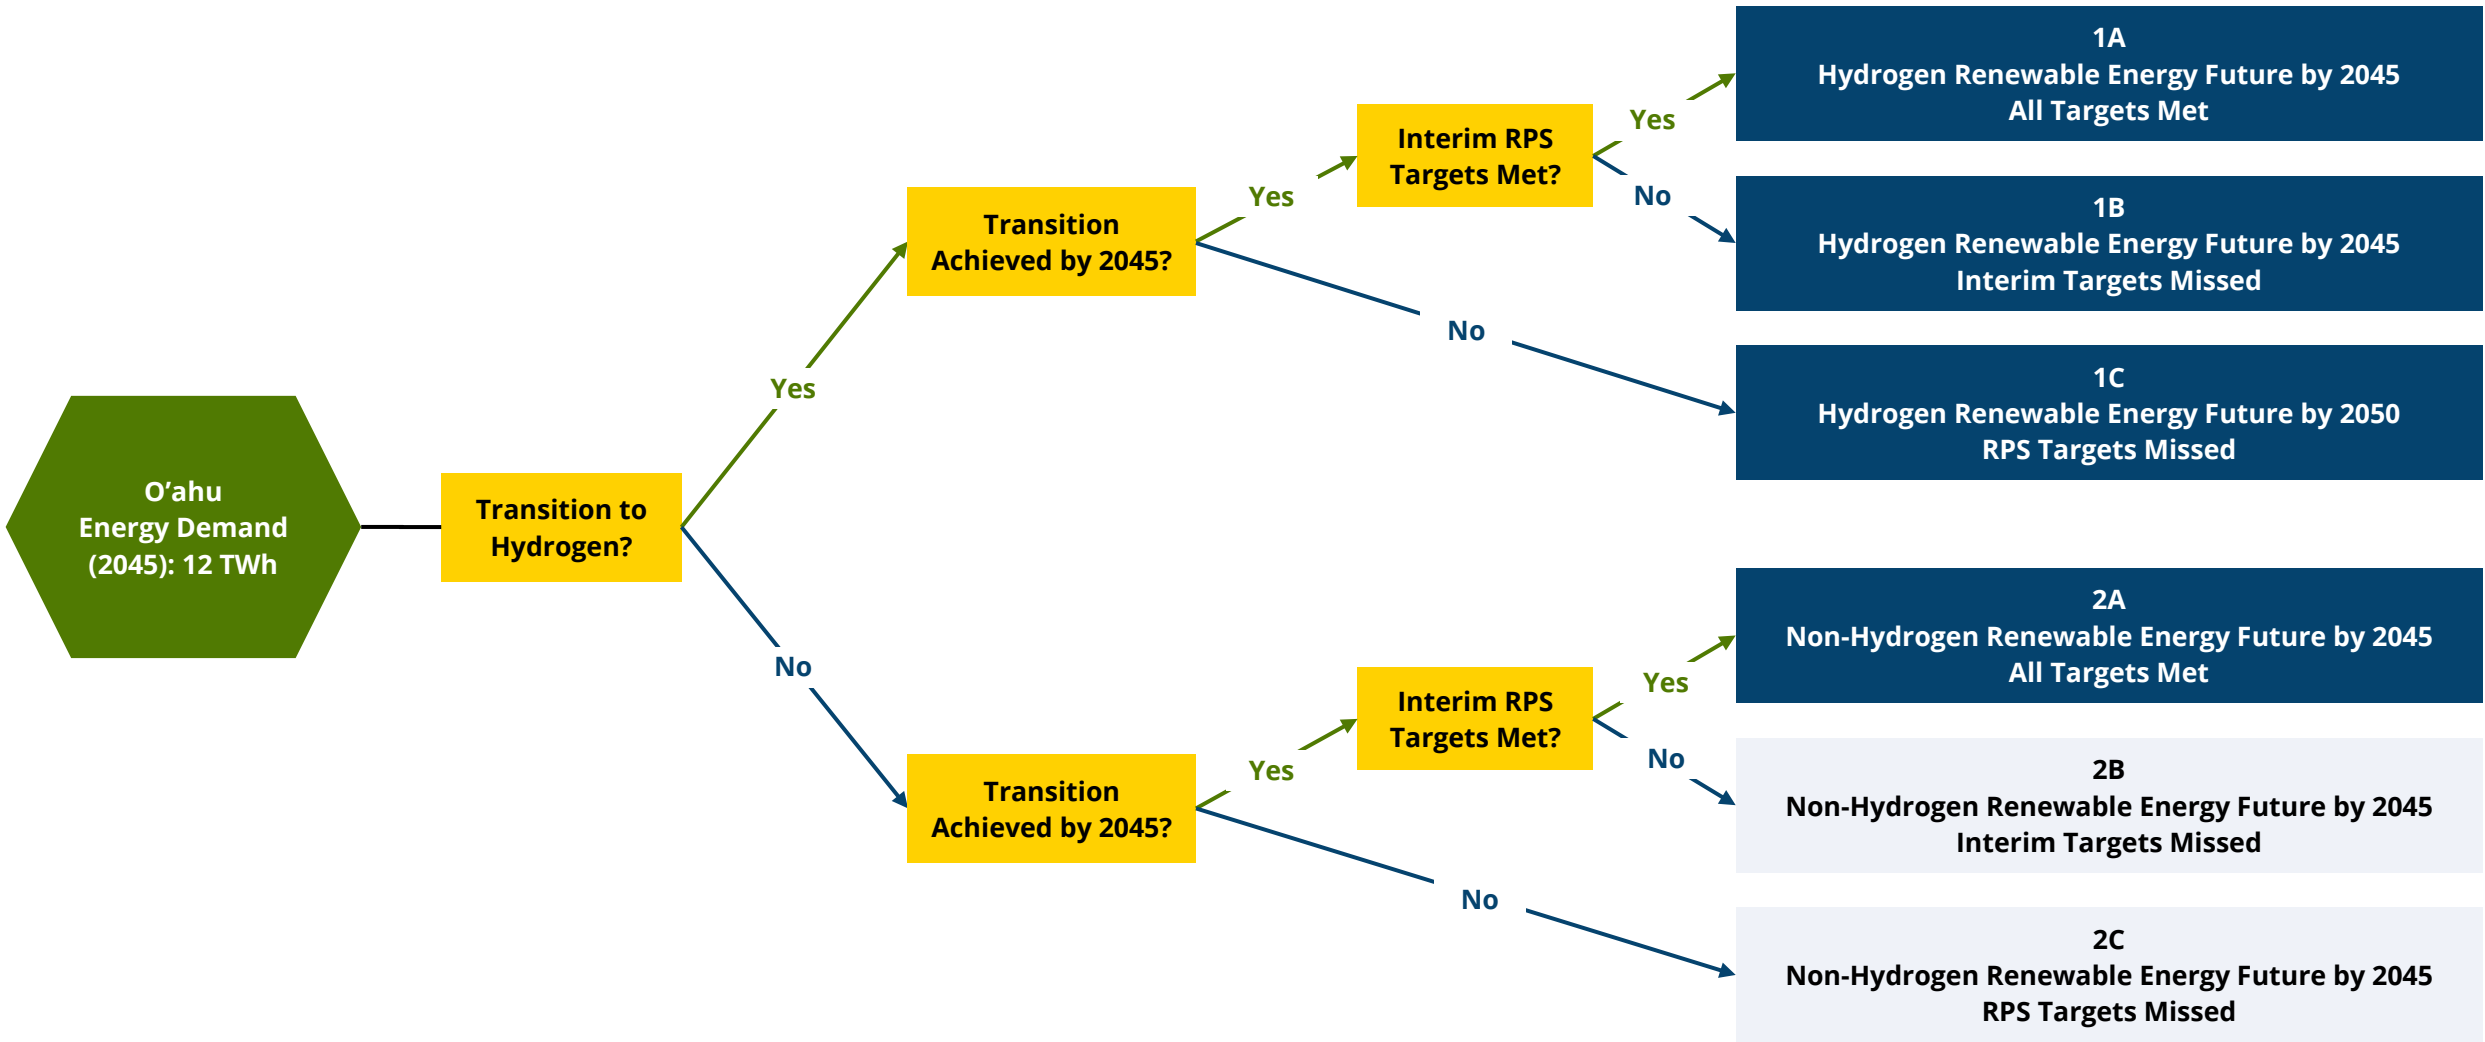 O’ahu
Energy Demand
(2045): 12 TWh
Transition to
Hydrogen?
Yes
No
Transition
Achieved by 2045?
Yes
No
Interim RPS
Targets Met?
Yes
No
1A
Hydrogen Renewable Energy Future by 2045
All Targets Met
1B
Hydrogen Renewable Energy Future by 2045
Interim Targets Missed
1C
Hydrogen Renewable Energy Future by 2050
RPS Targets Missed
Transition
Achieved by 2045?
Yes
No
Interim RPS
Targets Met?
Yes
No
2A
Non-Hydrogen Renewable Energy Future by 2045
All Targets Met
2B
Non-Hydrogen Renewable Energy Future by 2045
Interim Targets Missed
2C
Non-Hydrogen Renewable Energy Future by 2045
RPS Targets Missed